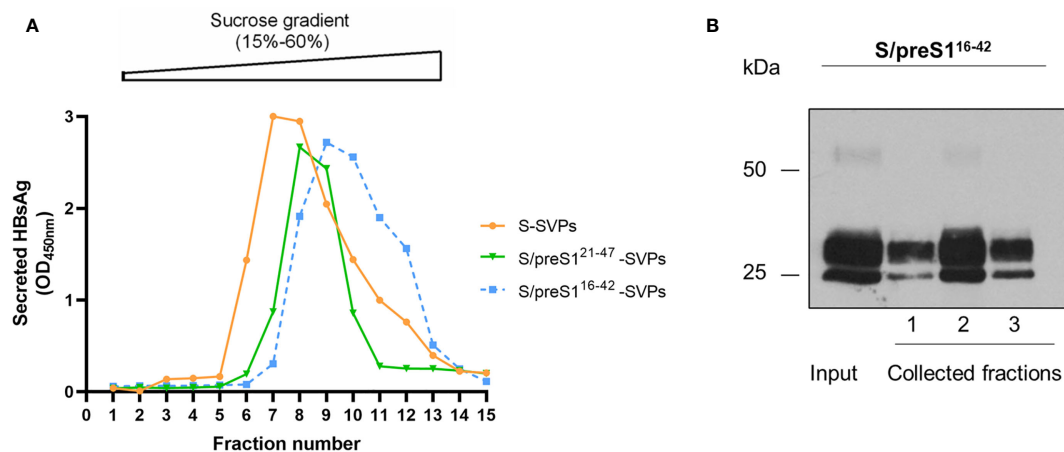 A
Sucrose gradient
(15%-60%)
Secreted HBsAg
(OD450nm)
3
2
1
0
0 1 2 3 4 5 6 7 8 9 10 11 12 13 14 15
Fraction number
S-SVPs
S/preS1²¹⁻⁴⁷-SVPs
S/preS1¹⁶⁻⁴²-SVPs
B
S/preS1¹⁶⁻⁴²
kDa
50
25
1 2 3
Input Collected fractions